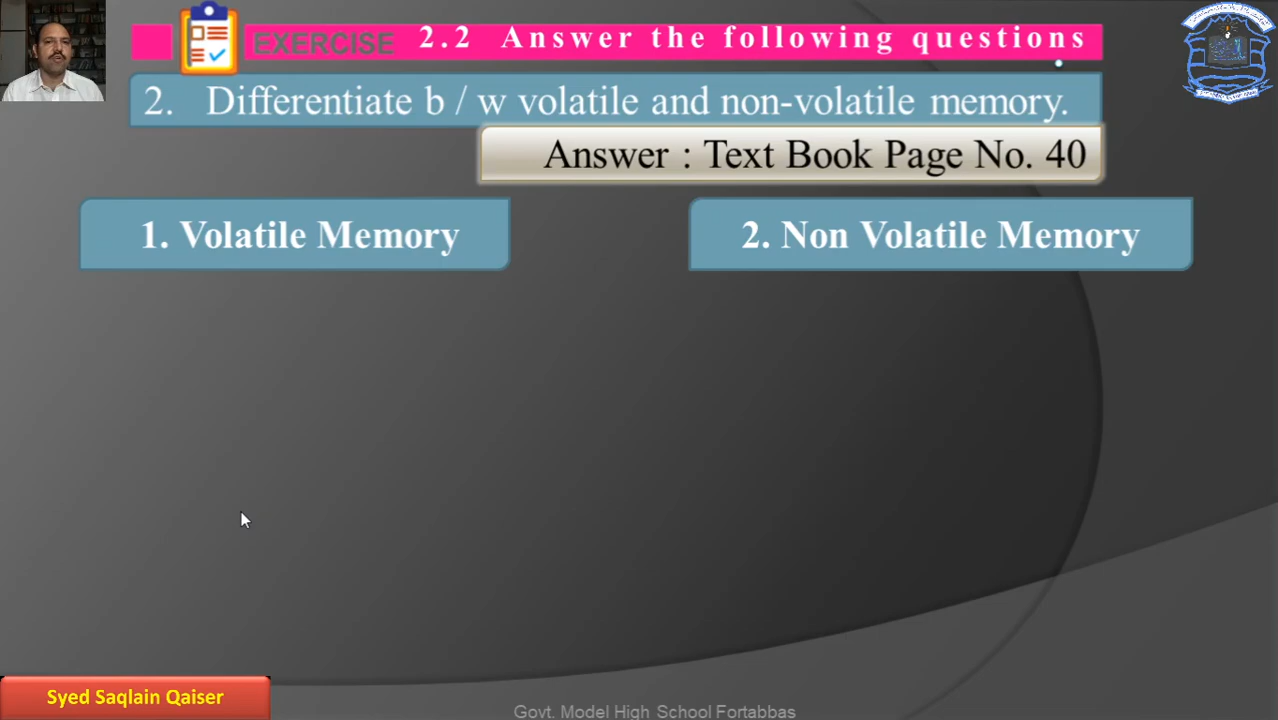 EXERCISE 2.2 Answer the following questions
2. Differentiate b / w volatile and non-volatile memory.
Answer : Text Book Page No. 40
1. Volatile Memory
2. Non Volatile Memory
Syed Saqlain Qaiser
Govt. Model High School Fortabbas